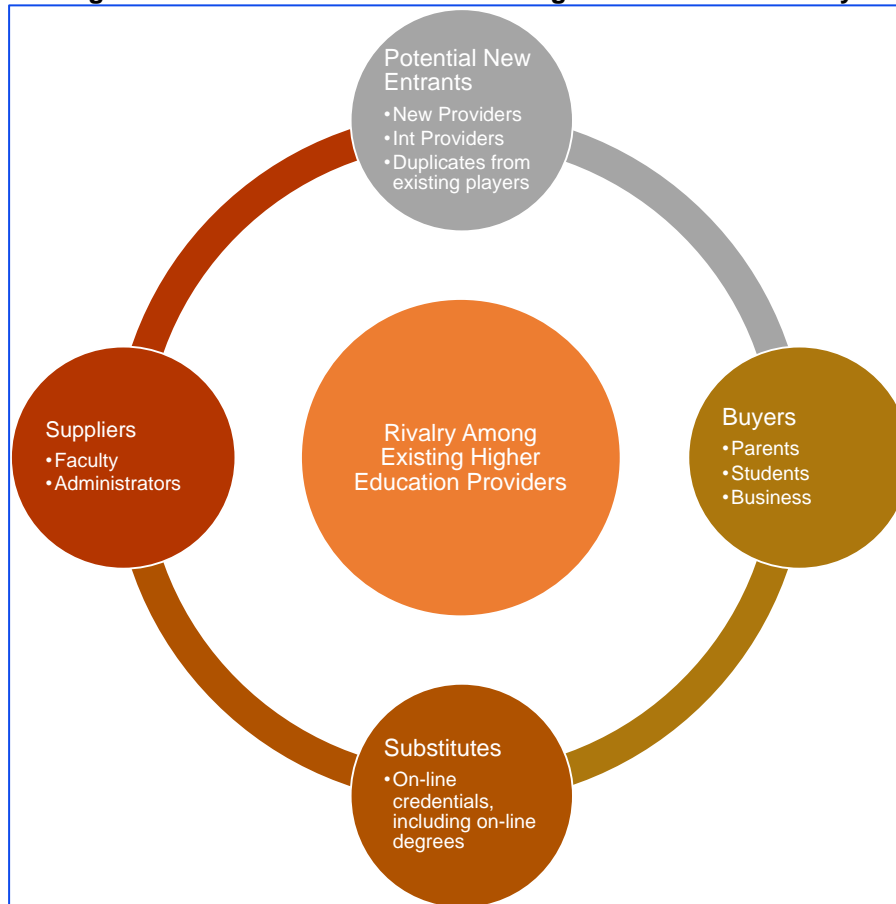 Potential New
Entrants
•New Providers
•Int Providers
•Duplicates from
existing players
Suppliers
•Faculty
•Administrators
Rivalry Among
Existing Higher
Education Providers
Buyers
•Parents
•Students
•Business
Substitutes
•On-line
credentials,
including on-line
degrees